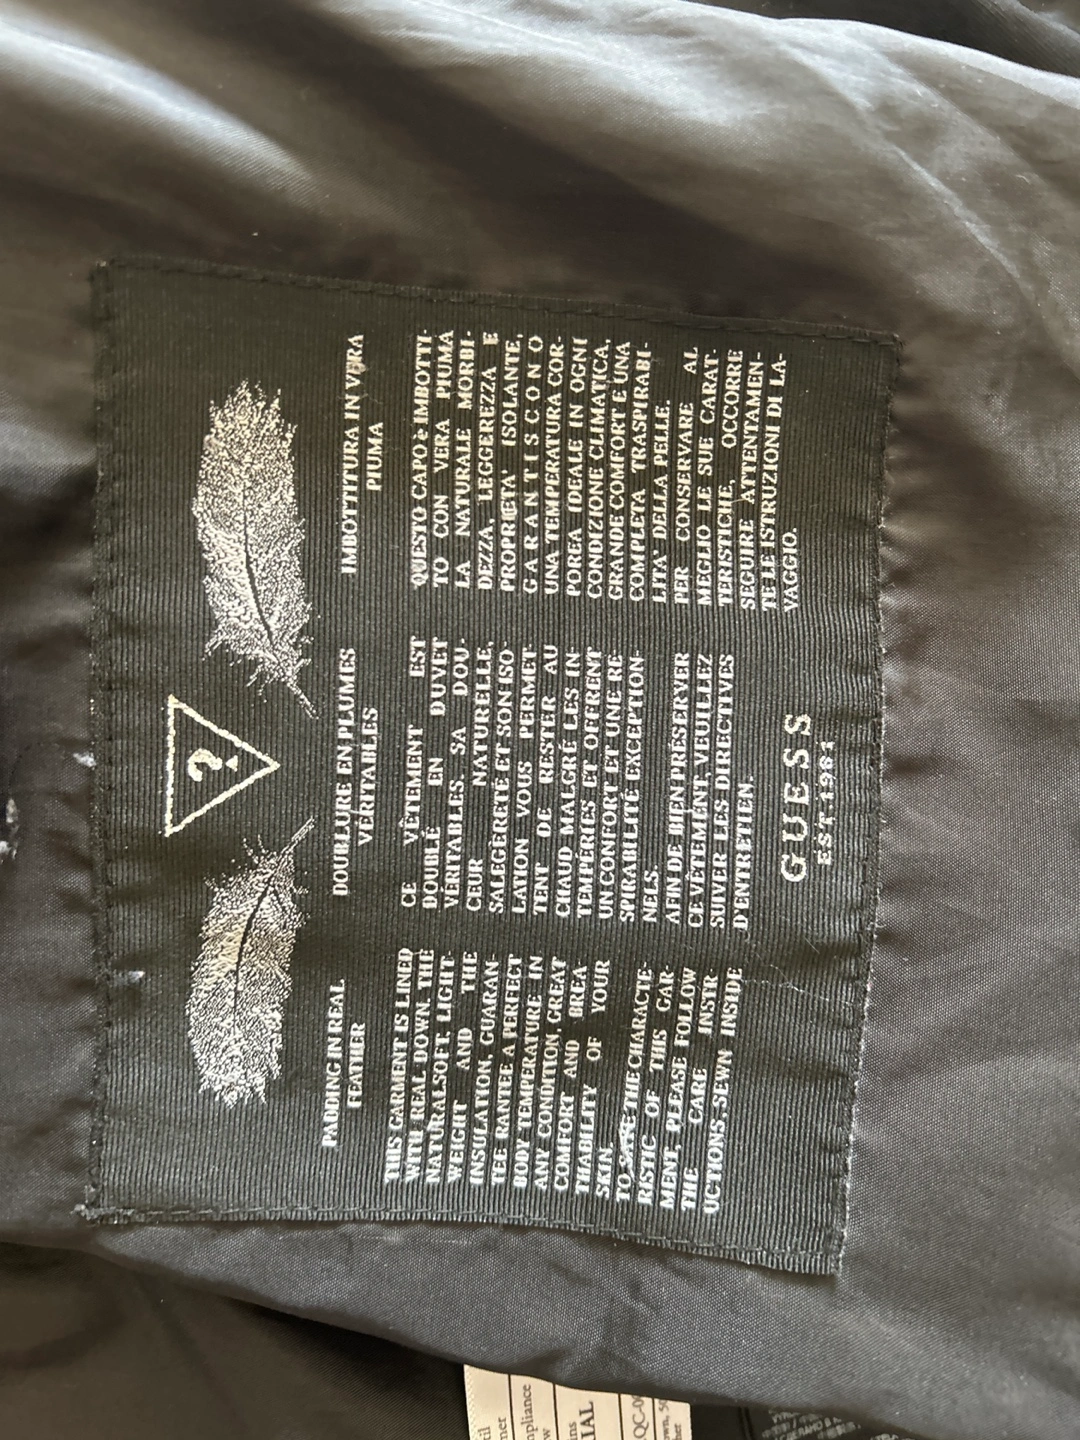 ?
PADDING IN REAL
FEATHER
THIS GARMENT IS LINED
WITH REAL DOWN. THE
NATURAL SOFT, LIGHT-
WEIGHT AND THE
INSULATION, GUARAN-
TEE RANTEE A PERFECT
BODY TEMPERATURE IN
ANY CONDITION, GREAT
COMFORT AND BREA-
THABILITY OF YOUR
SKIN.
TO THE CHARACTE-
RISTIC OF THIS GAR-
MENT, PLEASE FOLLOW
THE CARE INSTR-
UCTIONS SEWN INSIDE
DOUBLURE EN PLUMES
VÉRITABLES
CE VÊTEMENT EST
DOUBLÉ EN DUVET
VÉRITABLES. SA DOU-
CEUR NATURELLE,
SALEGERETÉ ET SON ISO-
LATION VOUS PERMET-
TENT DE RESTER AU
CHAUD MALGRÉ LES IN
TEMPÉRIES ET OFFRENT
UN CONFORT ET UNE RE-
SPIRABILITÉ EXCEPTION-
NELS.
AFIN DE BIEN PRÉSERVER
CE VETEMENT, VEUILLEZ
SUIVER LES DIRECTIVES
D'ENTRETIEN.
IMBOTTITURA IN VERA
PIUMA
QUESTO CAPO è IMBOTTI-
TO CON VERA PIUMA
LA NATURALE MORBI-
DEZZA, LEGGEREZZA E
PROPRIETA' ISOLANTE,
GARANTISCONO
UNA TEMPERATURA COR-
POREA IDEALE IN OGNI
CONDIZIONE CLIMATICA,
GRANDE COMFORT E UNA
COMPLETA TRASPIRABI-
LITA' DELLA PELLE.
PER CONSERVARE AL
MEGLIO LE SUE CARAT-
TERISTICHE, OCCORRE
SEGUIRE ATTENTAMEN-
TE LE ISTRUZIONI DI LA-
VAGGIO.
GUESS
EST.1981